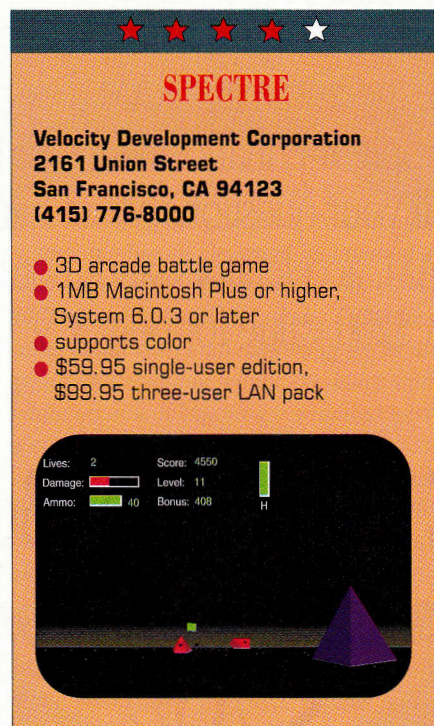 SPECTRE
Velocity Development Corporation
2161 Union Street
San Francisco, CA 94123
(415) 776-8000
3D arcade battle game
1MB Macintosh Plus or higher,
System 6.0.3 or later
supports color
$59.95 single-user edition,
$99.95 three-user LAN pack
Lives: 2 Score: 4550
Damage: Level: 11
Ammo: 40 Bonus: 408
H